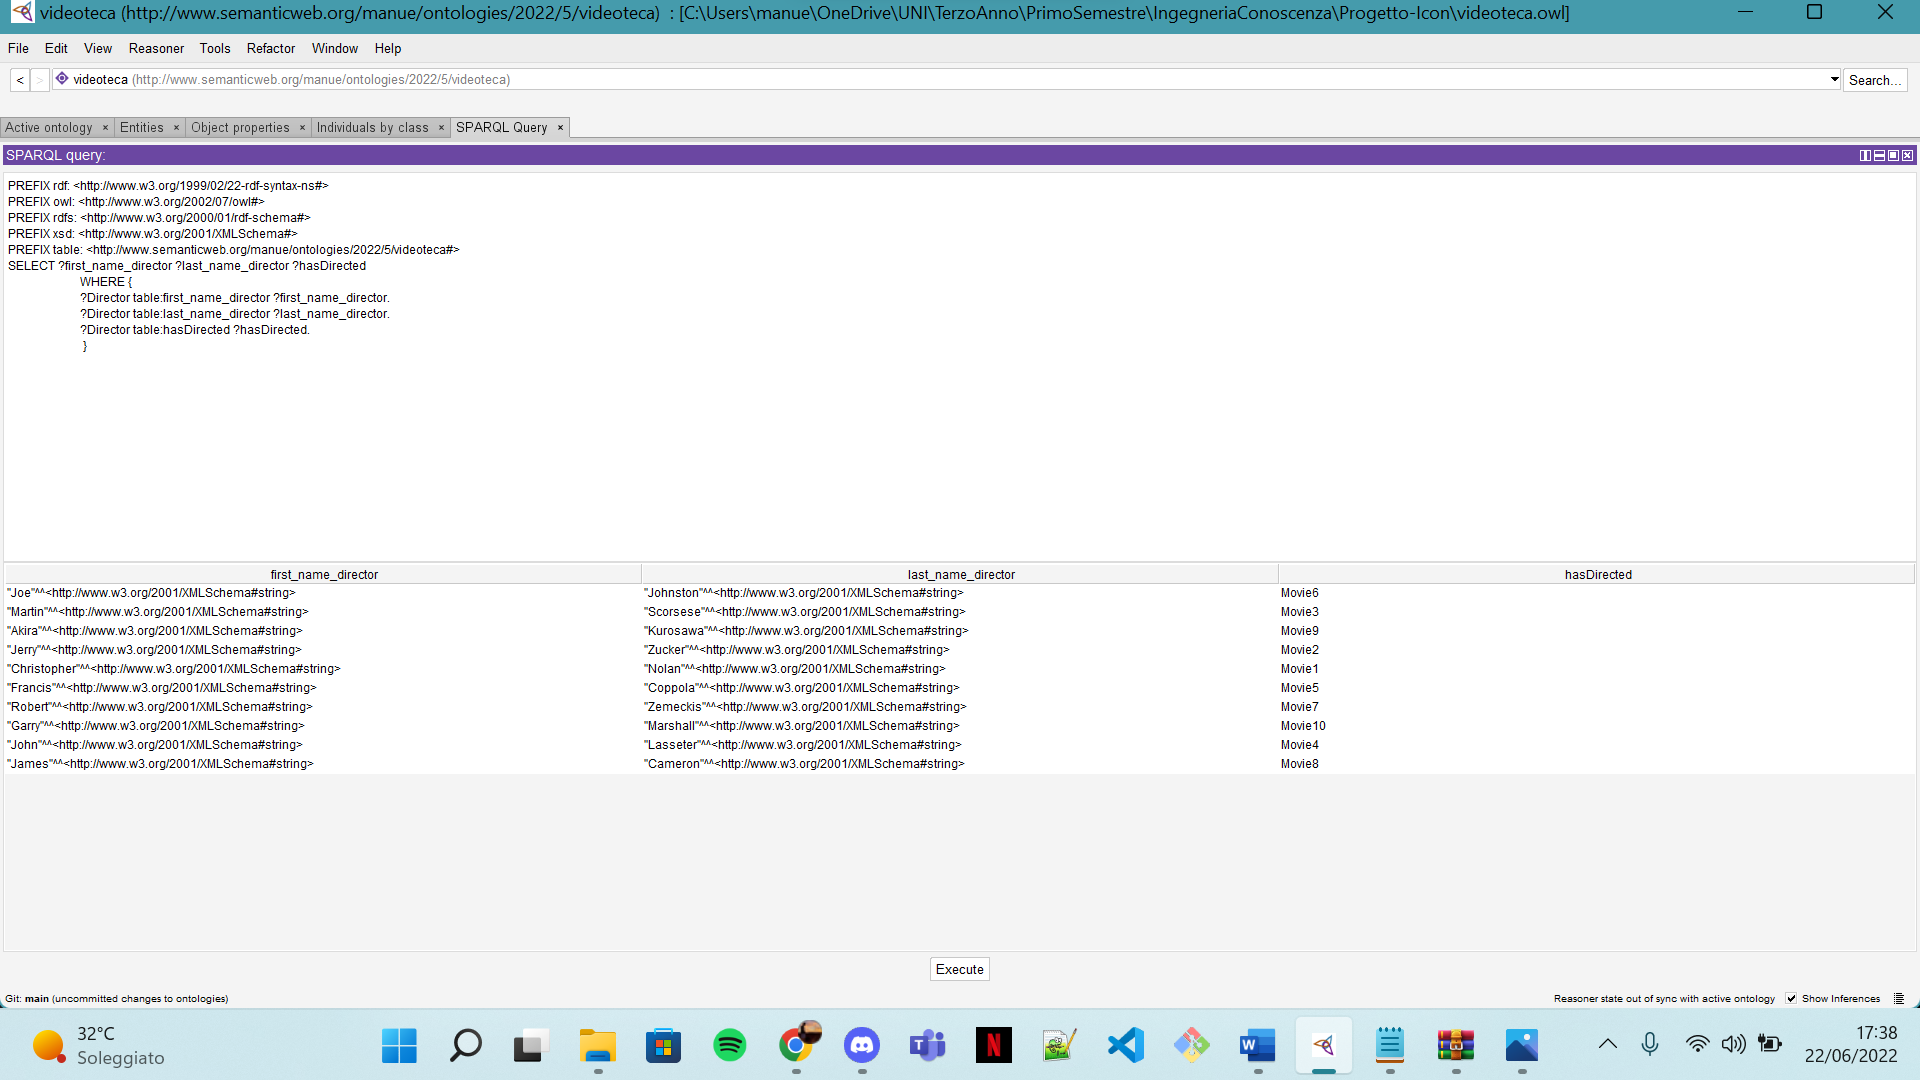 videoteca (http://www.semanticweb.org/manue/ontologies/2022/5/videoteca) : [C:\Users\manue\OneDrive\UNI\TerzoAnno\PrimoSemestre\IngegneriaConoscenza\Progetto-Icon\videoteca.owl]
File Edit View Reasoner Tools Refactor Window Help
< > videoteca (http://www.semanticweb.org/manue/ontologies/2022/5/videoteca) Search...
Active ontology × Entities × Object properties × Individuals by class × SPARQL Query ×
SPARQL query:
PREFIX rdf: <http://www.w3.org/1999/02/22-rdf-syntax-ns#>
PREFIX owl: <http://www.w3.org/2002/07/owl#>
PREFIX rdfs: <http://www.w3.org/2000/01/rdf-schema#>
PREFIX xsd: <http://www.w3.org/2001/XMLSchema#>
PREFIX table: <http://www.semanticweb.org/manue/ontologies/2022/5/videoteca#>
SELECT ?first_name_director ?last_name_director ?hasDirected
WHERE {
?Director table:first_name_director ?first_name_director.
?Director table:last_name_director ?last_name_director.
?Director table:hasDirected ?hasDirected.
}
first_name_director last_name_director hasDirected
"Joe"^^<http://www.w3.org/2001/XMLSchema#string> "Johnston"^^<http://www.w3.org/2001/XMLSchema#string> Movie6
"Martin"^^<http://www.w3.org/2001/XMLSchema#string> "Scorsese"^^<http://www.w3.org/2001/XMLSchema#string> Movie3
"Akira"^^<http://www.w3.org/2001/XMLSchema#string> "Kurosawa"^^<http://www.w3.org/2001/XMLSchema#string> Movie9
"Jerry"^^<http://www.w3.org/2001/XMLSchema#string> "Zucker"^^<http://www.w3.org/2001/XMLSchema#string> Movie2
"Christopher"^^<http://www.w3.org/2001/XMLSchema#string> "Nolan"^^<http://www.w3.org/2001/XMLSchema#string> Movie1
"Francis"^^<http://www.w3.org/2001/XMLSchema#string> "Coppola"^^<http://www.w3.org/2001/XMLSchema#string> Movie5
"Robert"^^<http://www.w3.org/2001/XMLSchema#string> "Zemeckis"^^<http://www.w3.org/2001/XMLSchema#string> Movie7
"Garry"^^<http://www.w3.org/2001/XMLSchema#string> "Marshall"^^<http://www.w3.org/2001/XMLSchema#string> Movie10
"John"^^<http://www.w3.org/2001/XMLSchema#string> "Lasseter"^^<http://www.w3.org/2001/XMLSchema#string> Movie4
"James"^^<http://www.w3.org/2001/XMLSchema#string> "Cameron"^^<http://www.w3.org/2001/XMLSchema#string> Movie8
Execute
Git: main (uncommitted changes to ontologies) Reasoner state out of sync with active ontology Show Inferences
32°C
Soleggiato
17:38
22/06/2022